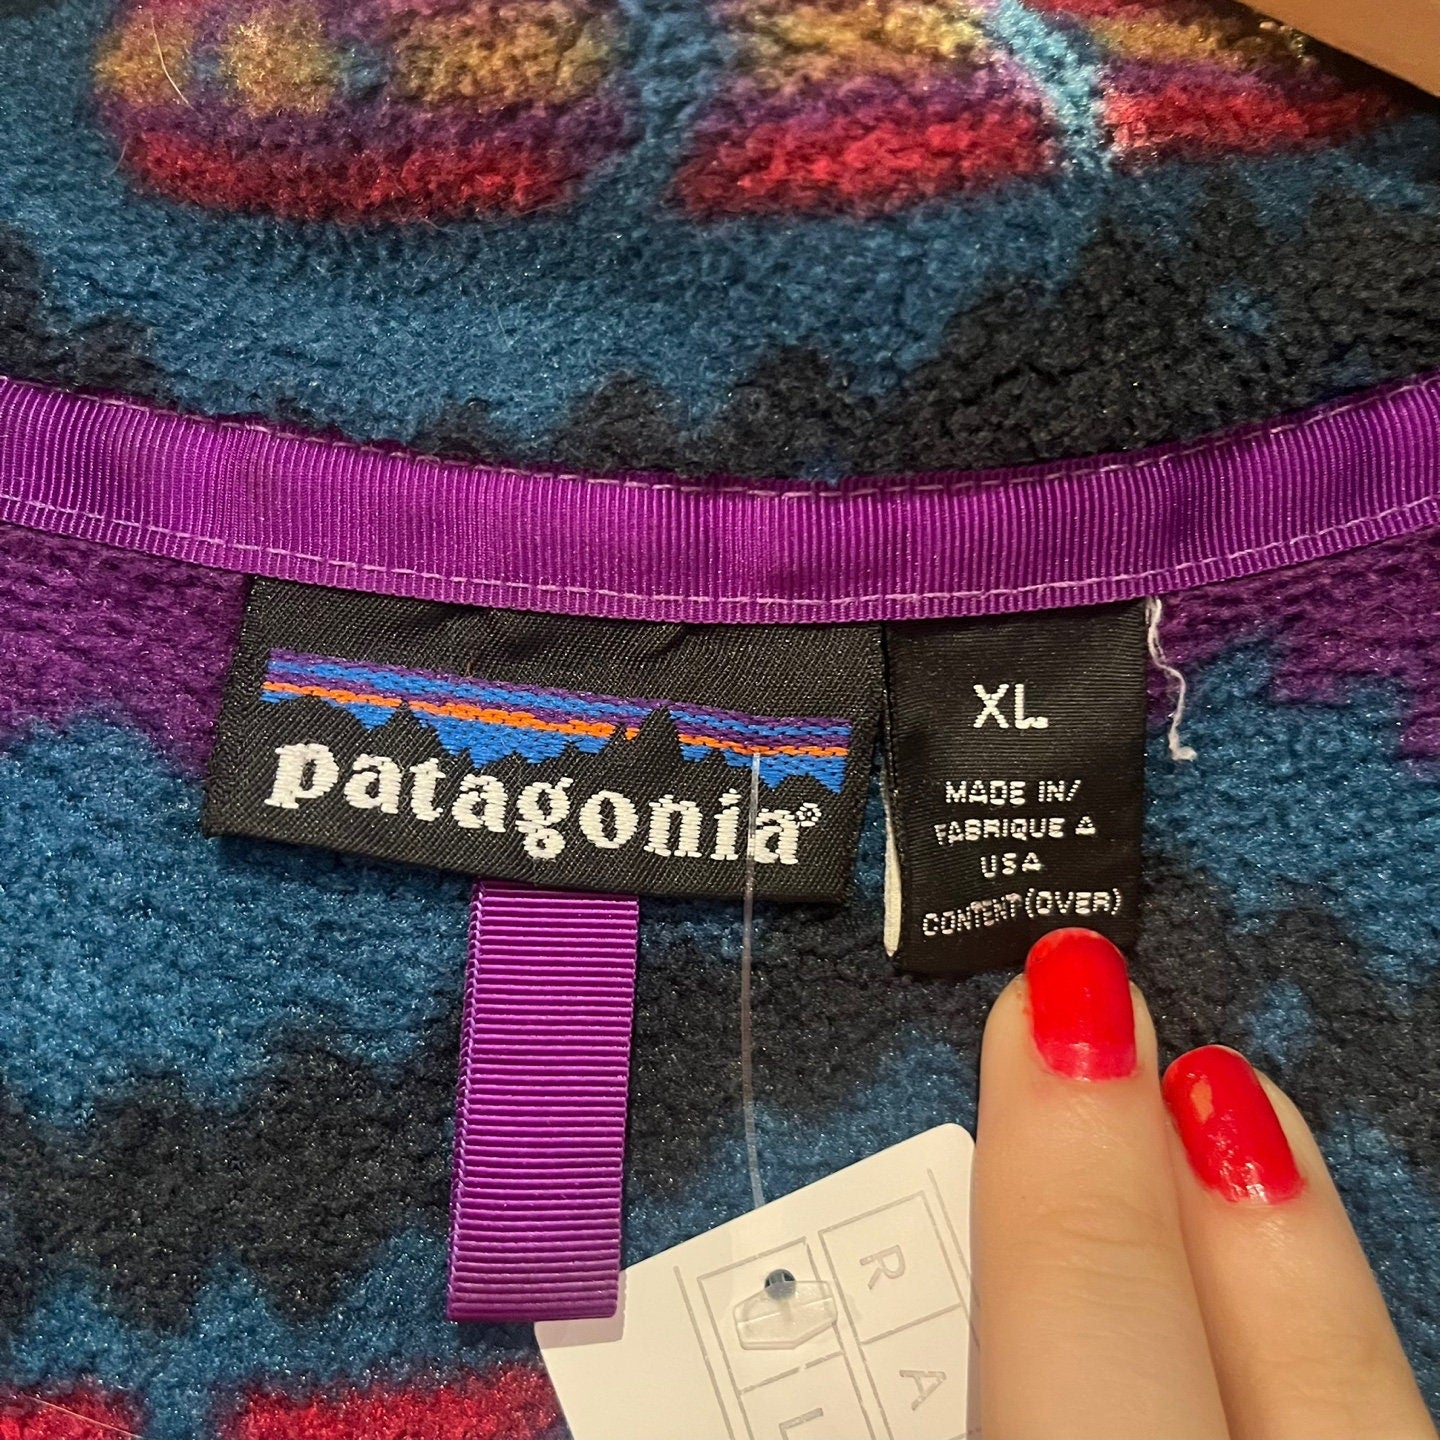 patagonia®
XL
MADE IN/
FABRIQUE A
USA
CONTENT (OVER)
R
A
L